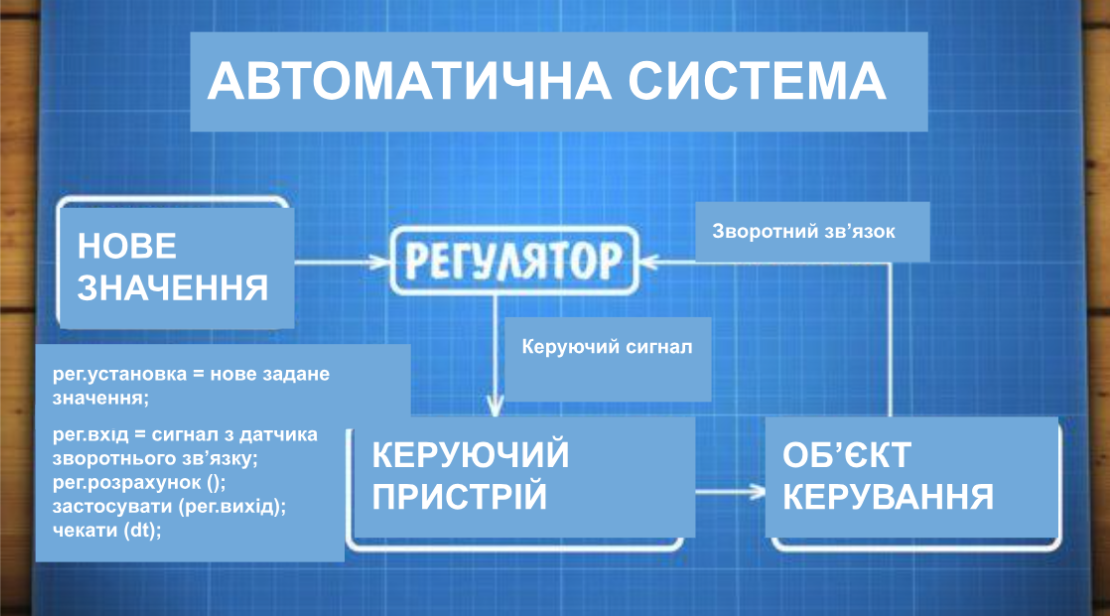 АВТОМАТИЧНА СИСТЕМА
НОВЕ
ЗНАЧЕННЯ
РЕГУЛЯТОР
Зворотний зв’язок
Керуючий сигнал
рег.установка = нове задане
значення;
рег.вхід = сигнал з датчика
зворотнього зв’язку;
рег.розрахунок ();
застосувати (рег.вихід);
чекати (dt);
КЕРУЮЧИЙ
ПРИСТРІЙ
ОБ’ЄКТ
КЕРУВАННЯ